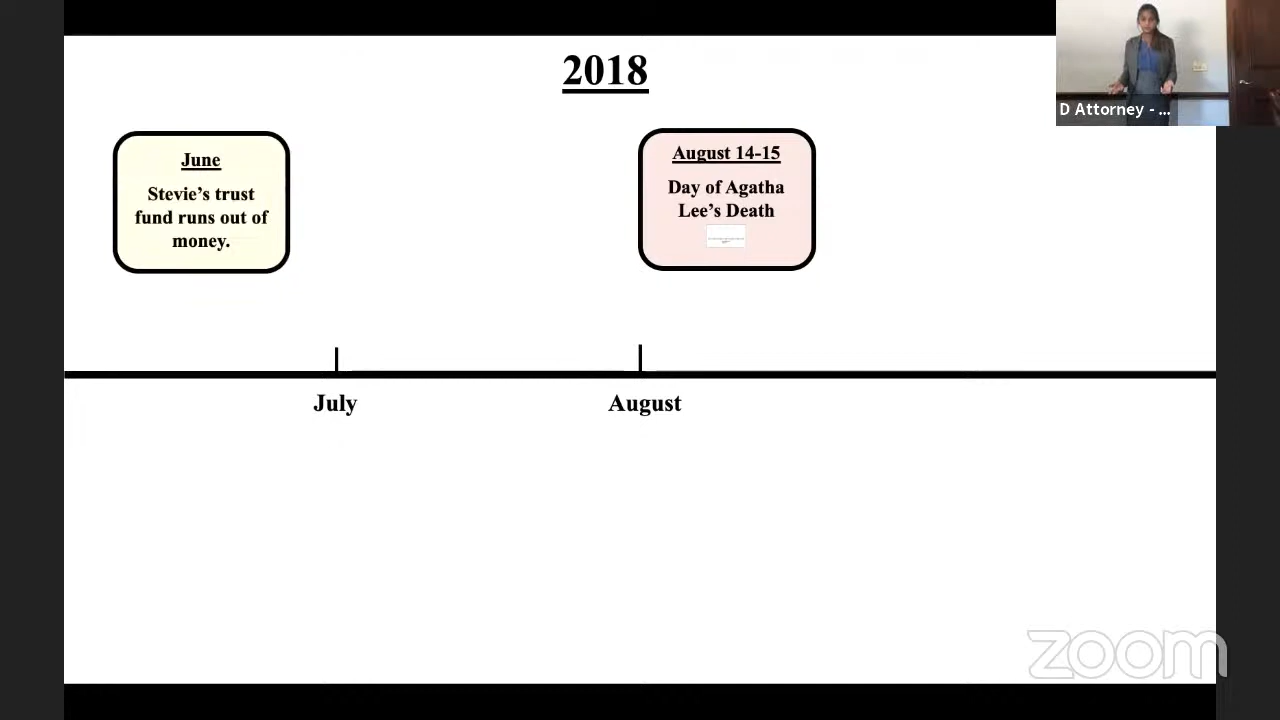 2018
D Attorney - ...
June
Stevie's trust
fund runs out of
money.
August 14-15
Day of Agatha
Lee's Death
July
August
zoom